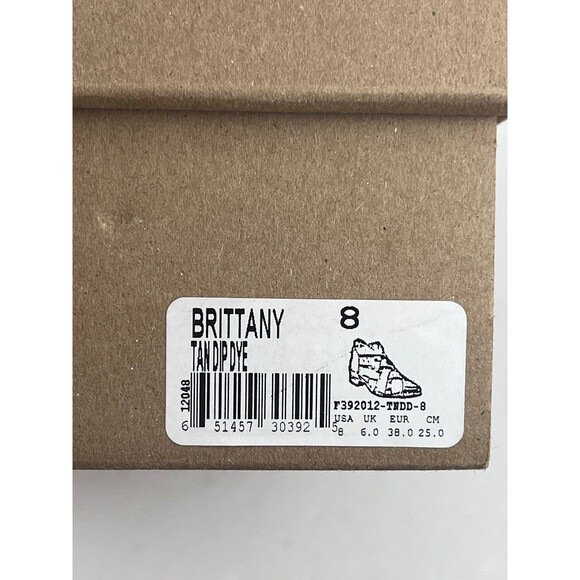 BRITTANY
TAN DIP DYE
8
12048
6 51457 30392 5
F392012-TNDD-8
USA UK EUR CM
8 6.0 38.0 25.0